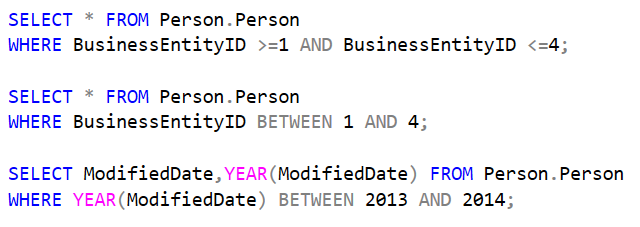 SELECT * FROM Person.Person
WHERE BusinessEntityID >=1 AND BusinessEntityID <=4;
SELECT * FROM Person.Person
WHERE BusinessEntityID BETWEEN 1 AND 4;
SELECT ModifiedDate,YEAR(ModifiedDate) FROM Person.Person
WHERE YEAR(ModifiedDate) BETWEEN 2013 AND 2014;